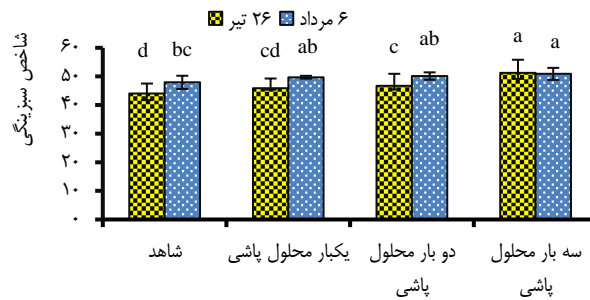 ۲۶ تیر ۶ مرداد
شاخص سبزینگی
۶۰
۵۰
۴۰
۳۰
۲۰
۱۰
۰
d bc cd ab c ab a a
شاهد یکبار محلول پاشی دو بار محلول پاشی سه بار محلول پاشی